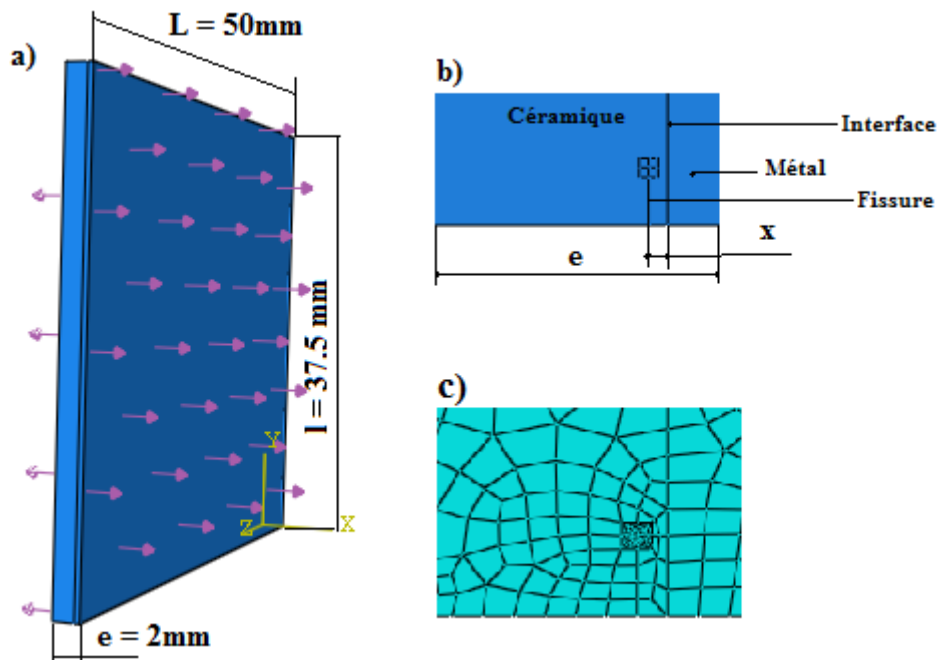 a)
L = 50mm
l = 37.5 mm
Y
Z
X
e = 2mm
b)
Céramique
Interface
Métal
Fissure
x
e
c)